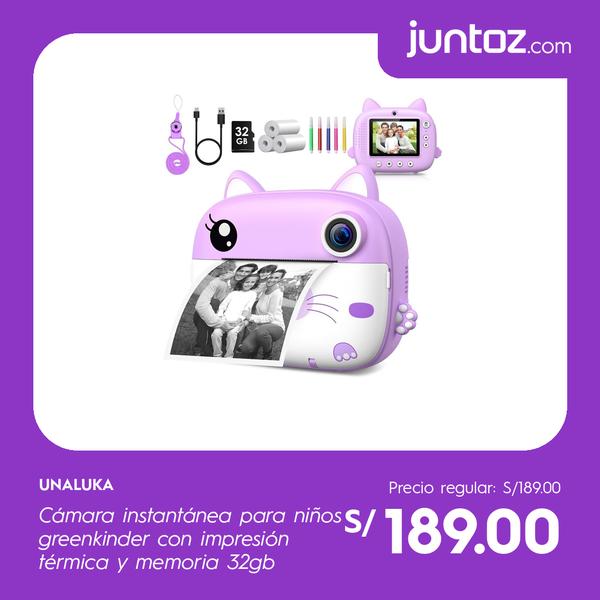 juntoz.com
32
GB
UNALUKA
Precio regular: S/189.00
Cámara instantánea para niños
greenkinder con impresión
térmica y memoria 32gb
S/ 189.00